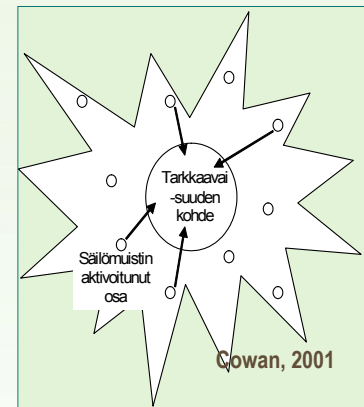 Tarkkaavai
-suuden
kohde
Säilömuistin
aktivoitunut
osa
Cowan, 2001